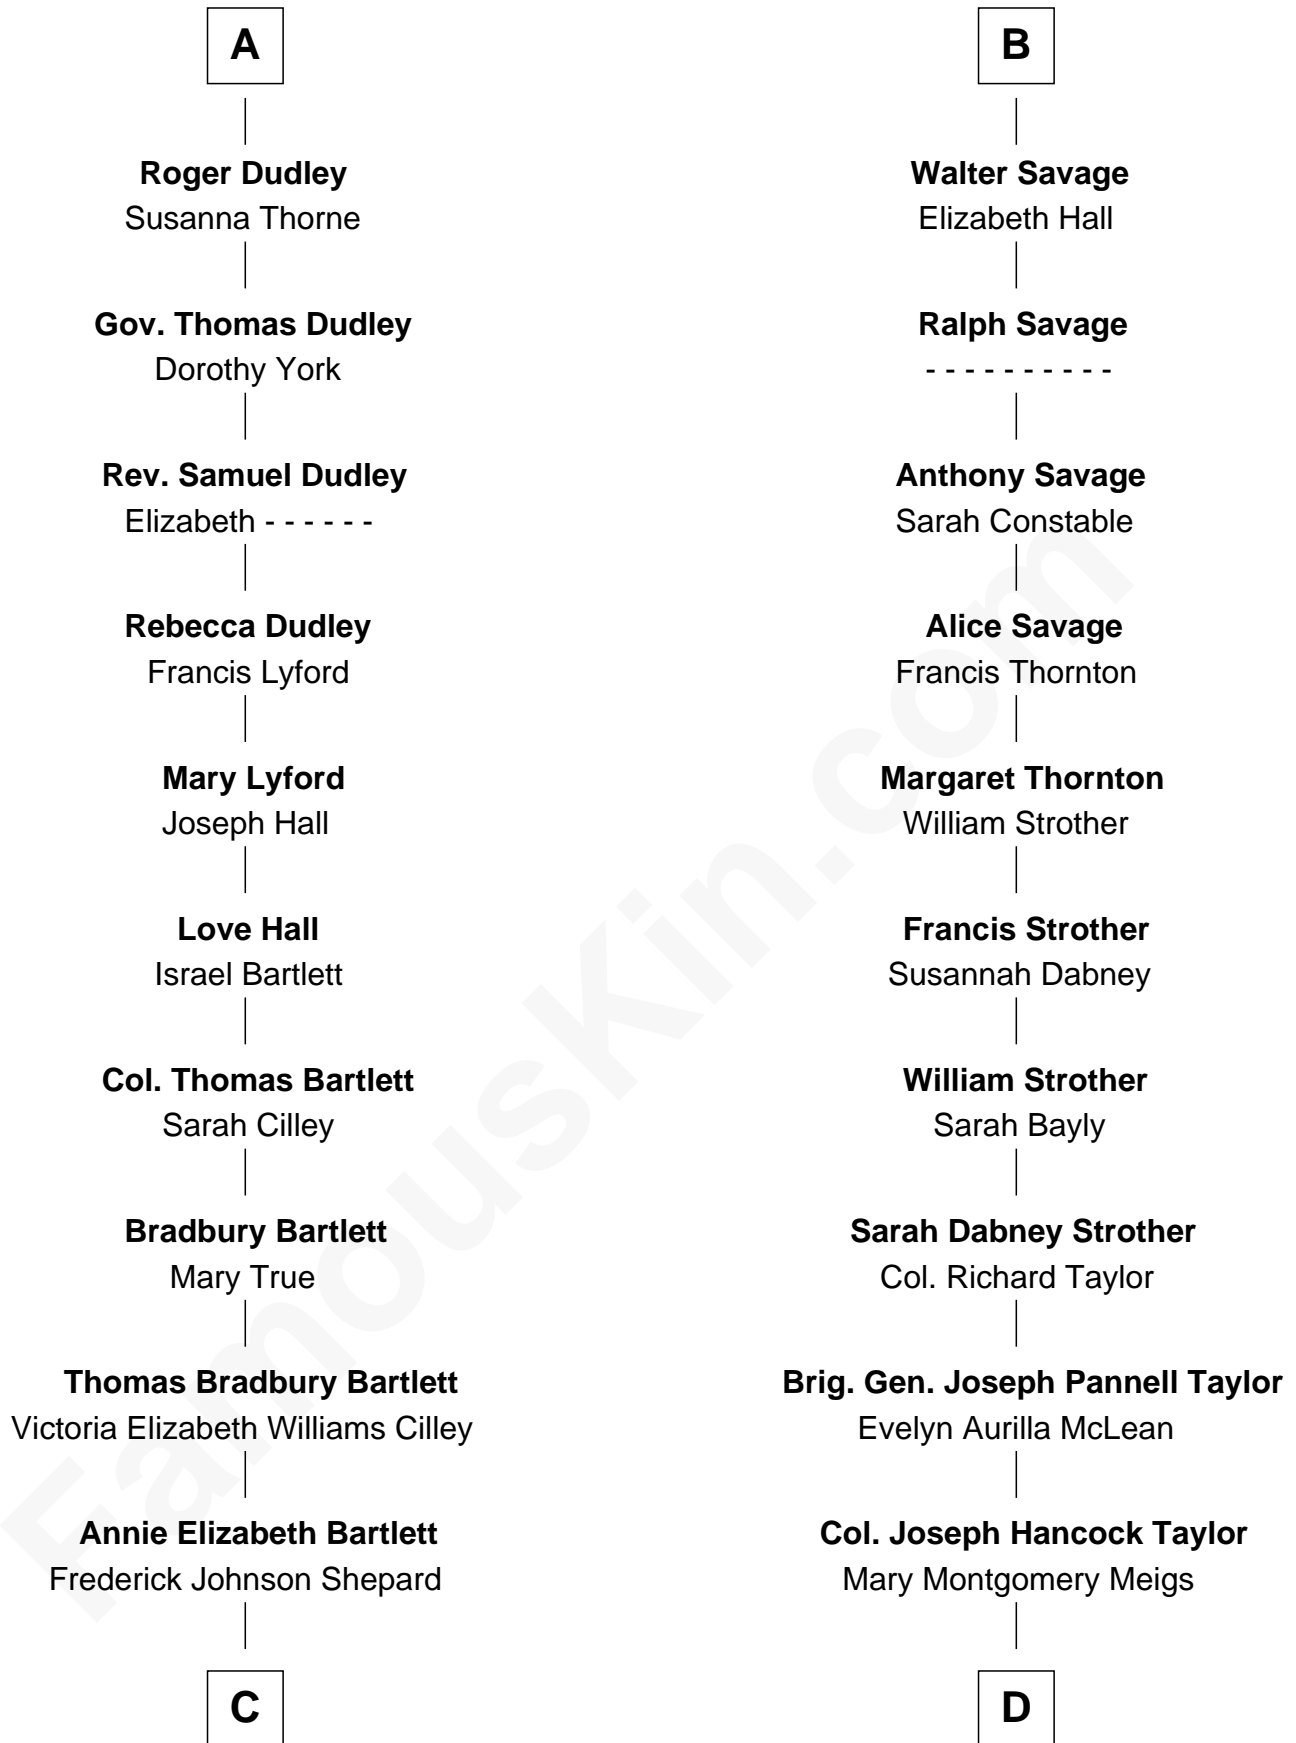 A
Roger Dudley
Susanna Thorne
Gov. Thomas Dudley
Dorothy York
Rev. Samuel Dudley
Elizabeth - - - - - -
Rebecca Dudley
Francis Lyford
Mary Lyford
Joseph Hall
Love Hall
Israel Bartlett
Col. Thomas Bartlett
Sarah Cilley
Bradbury Bartlett
Mary True
Thomas Bradbury Bartlett
Victoria Elizabeth Williams Cilley
Annie Elizabeth Bartlett
Frederick Johnson Shepard
C
B
Walter Savage
Elizabeth Hall
Ralph Savage
- - - - - - - - - -
Anthony Savage
Sarah Constable
Alice Savage
Francis Thornton
Margaret Thornton
William Strother
Francis Strother
Susannah Dabney
William Strother
Sarah Bayly
Sarah Dabney Strother
Col. Richard Taylor
Brig. Gen. Joseph Pannell Taylor
Evelyn Aurilla McLean
Col. Joseph Hancock Taylor
Mary Montgomery Meigs
D
FamousKin.com